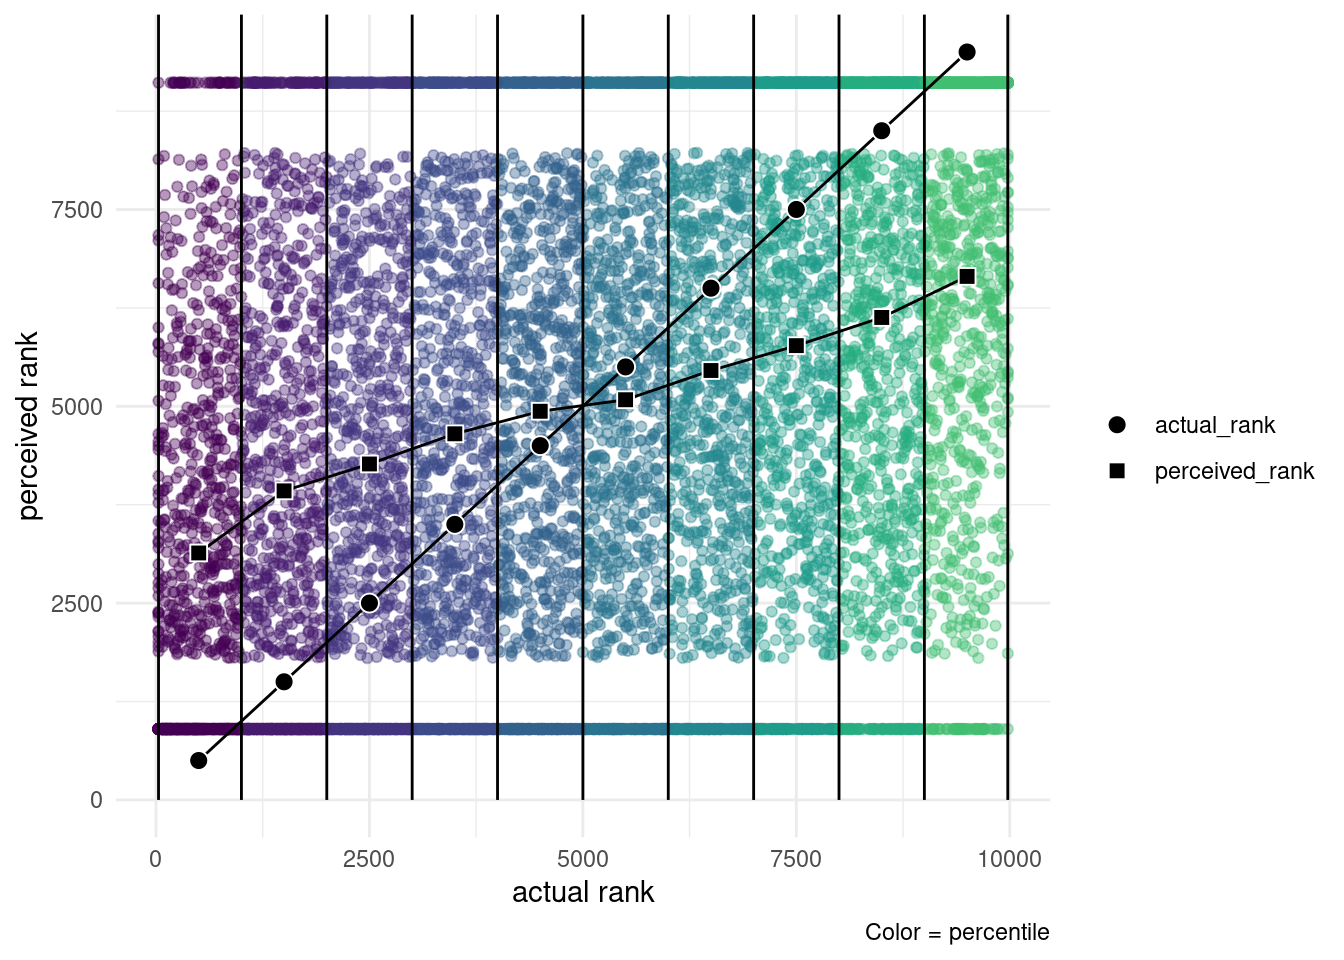 7500
5000
2500
0
perceived rank
0 2500 5000 7500 10000
actual rank
actual_rank
perceived_rank
Color = percentile